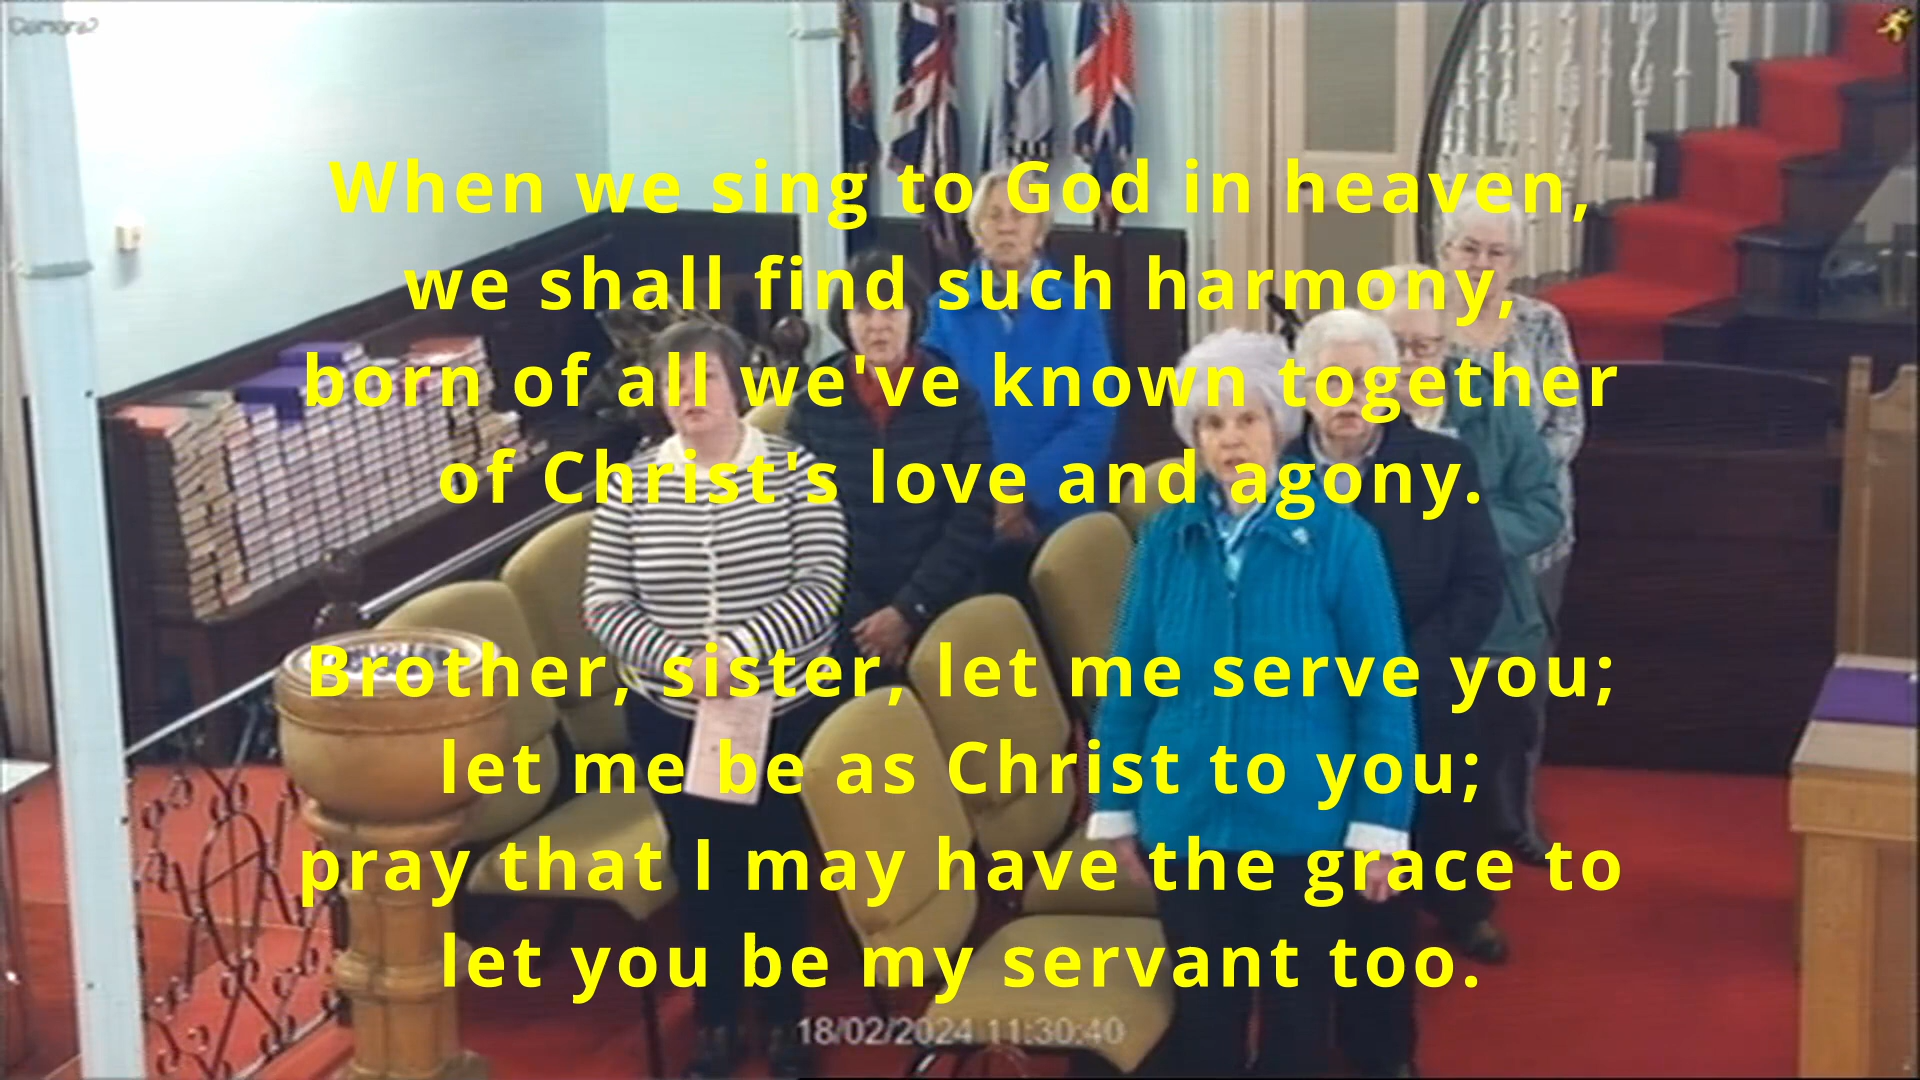 Camera2
When we sing to God in heaven,
we shall find such harmony,
born of all we've known together
of Christ's love and agony.
Brother, sister, let me serve you;
let me be as Christ to you;
pray that I may have the grace to
let you be my servant too.
18/02/2024 11:30:40